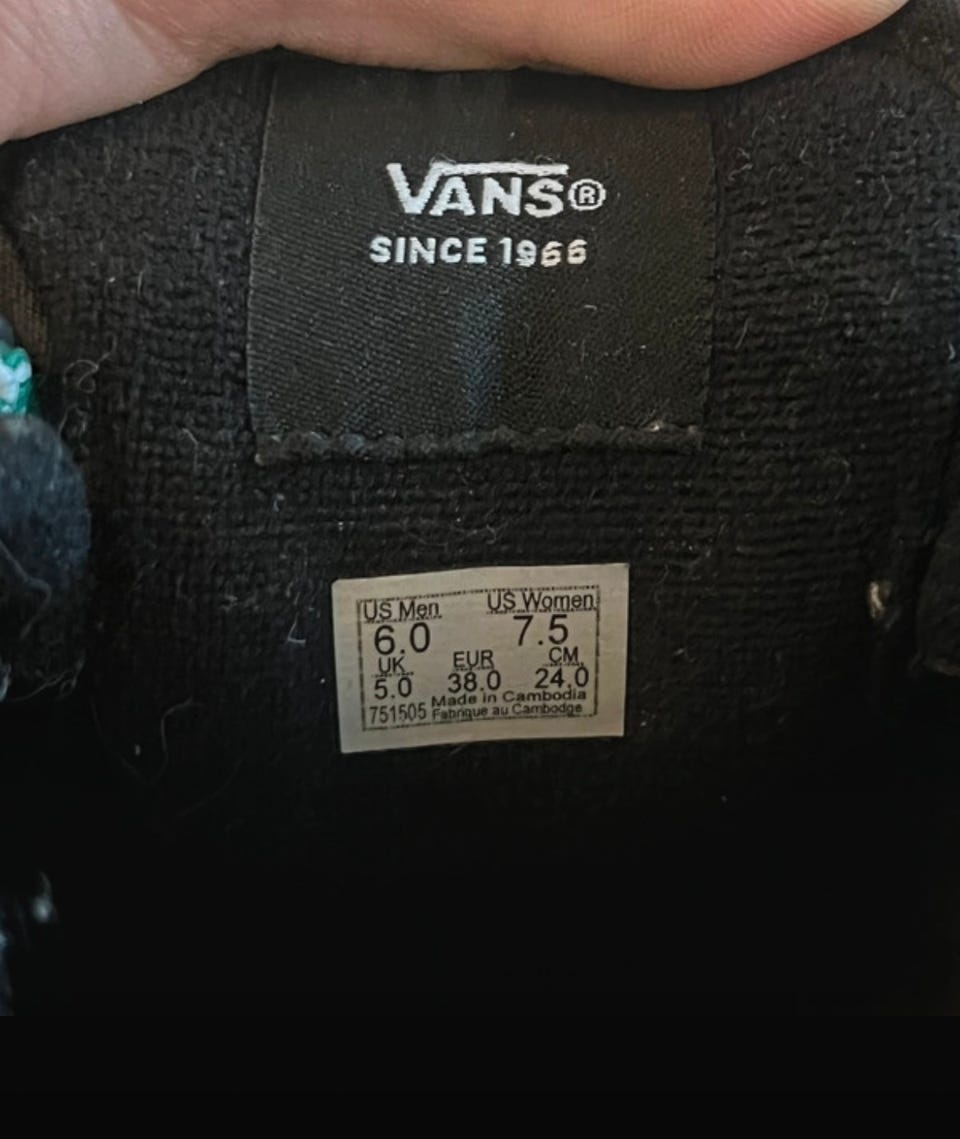 VANS®
SINCE 1966
US Men US Women
6.0 7.5
UK EUR CM
5.0 38.0 24.0
Made in Cambodia
751505 Fabrique au Cambodge